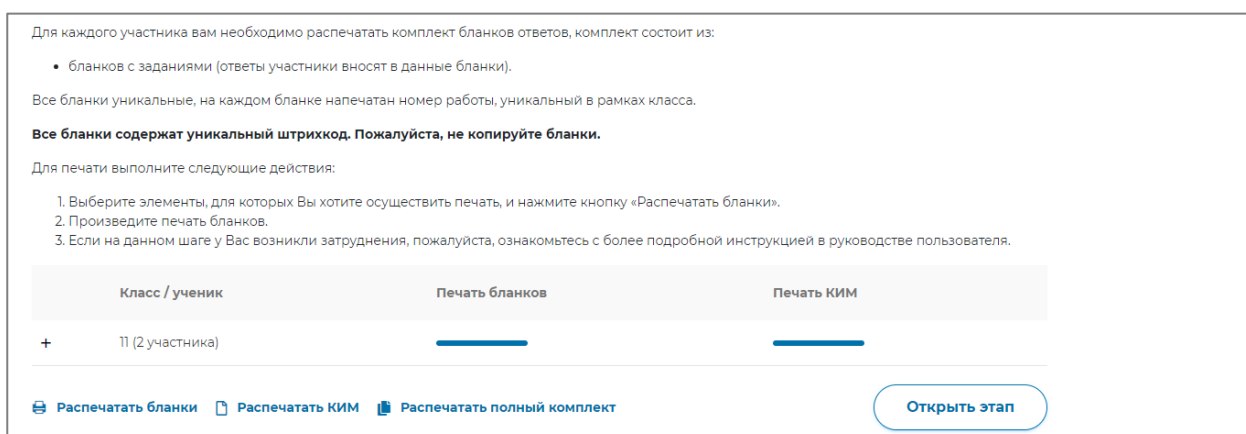 Для каждого участника вам необходимо распечатать комплект бланков ответов, комплект состоит из:
• бланков с заданиями (ответы участники вносят в данные бланки).
Все бланки уникальные, на каждом бланке напечатан номер работы, уникальный в рамках класса.
Все бланки содержат уникальный штрихкод. Пожалуйста, не копируйте бланки.
Для печати выполните следующие действия:
1. Выберите элементы, для которых Вы хотите осуществить печать, и нажмите кнопку «Распечатать бланки».
2. Произведите печать бланков.
3. Если на данном шаге у Вас возникли затруднения, пожалуйста, ознакомьтесь с более подробной инструкцией в руководстве пользователя.
Класс / ученик Печать бланков Печать КИМ
+ 11 (2 участника)
Распечатать бланки Распечатать КИМ Распечатать полный комплект Открыть этап